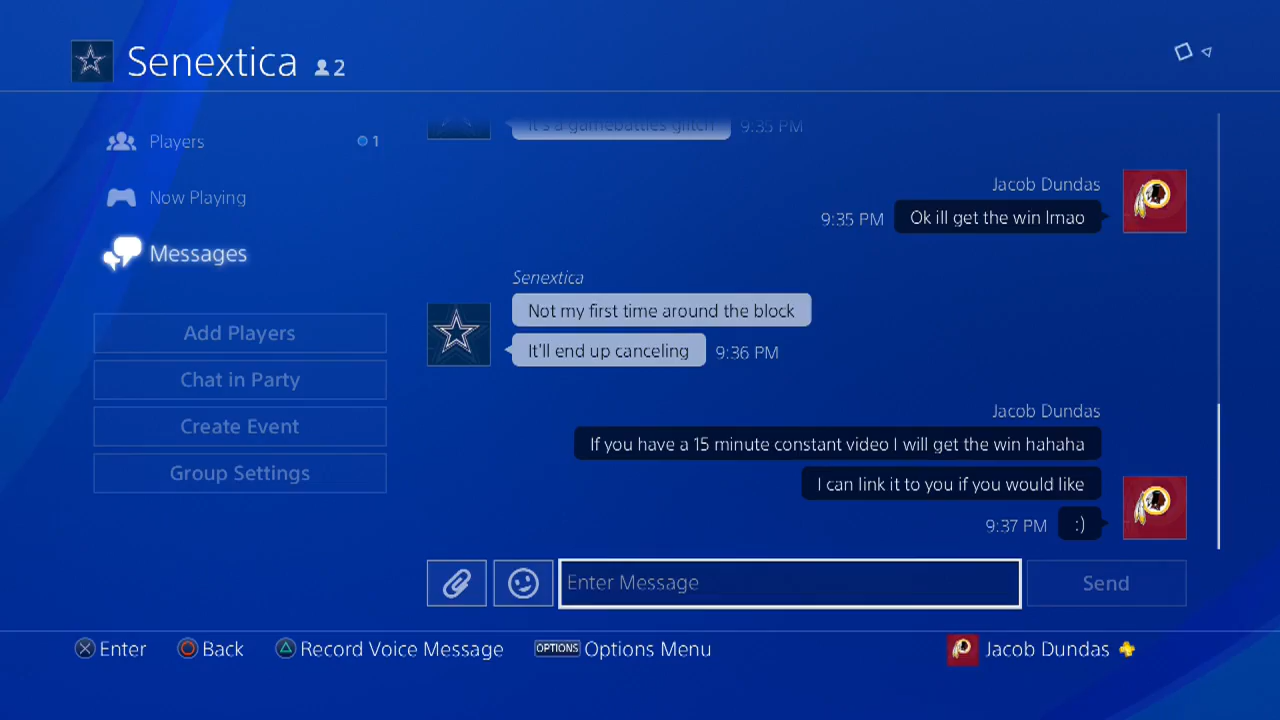 Senextica 2
Players 1
Now Playing
Messages
Add Players
Chat in Party
Create Event
Group Settings
It's a gamebattles glitch 9:35 PM
Jacob Dundas
9:35 PM Ok ill get the win lmao
Senextica
Not my first time around the block
It'll end up canceling 9:36 PM
Jacob Dundas
If you have a 15 minute constant video I will get the win hahaha
I can link it to you if you would like
9:37 PM :)
Enter Message Send
Enter Back Record Voice Message OPTIONS Options Menu Jacob Dundas